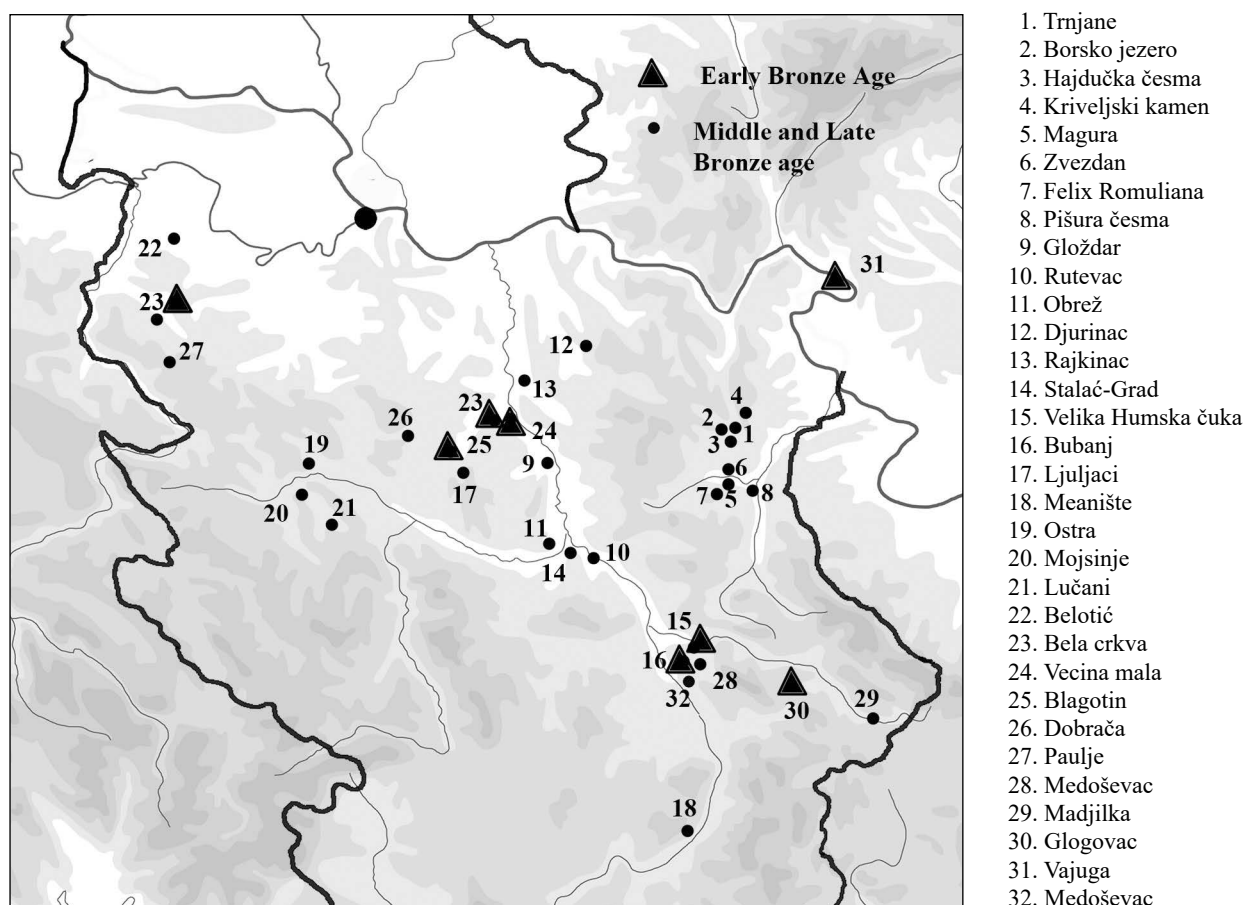 Early Bronze Age
Middle and Late
Bronze age
22
23
27
31
12
13
4
2
1
3
23
24
26
25
19
9
17
6
7
5
8
20
21
11
14
10
15
16
28
32
30
29
18
1. Trnjane
2. Borsko jezero
3. Hajdučka česma
4. Kriveljski kamen
5. Magura
6. Zvezdan
7. Felix Romuliana
8. Pišura česma
9. Gloždar
10. Rutevac
11. Obrež
12. Djurinac
13. Rajkinac
14. Stalać-Grad
15. Velika Humska čuka
16. Bubanj
17. Ljuljaci
18. Meanište
19. Ostra
20. Mojsinje
21. Lučani
22. Belotić
23. Bela crkva
24. Vecina mala
25. Blagotin
26. Dobrača
27. Paulje
28. Medoševac
29. Madjilka
30. Glogovac
31. Vajuga
32. Medoševac